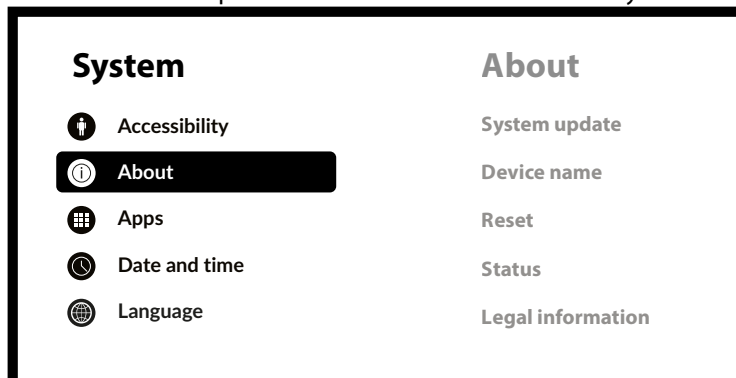 System
Accessibility
About
Apps
Date and time
Language
About
System update
Device name
Reset
Status
Legal information